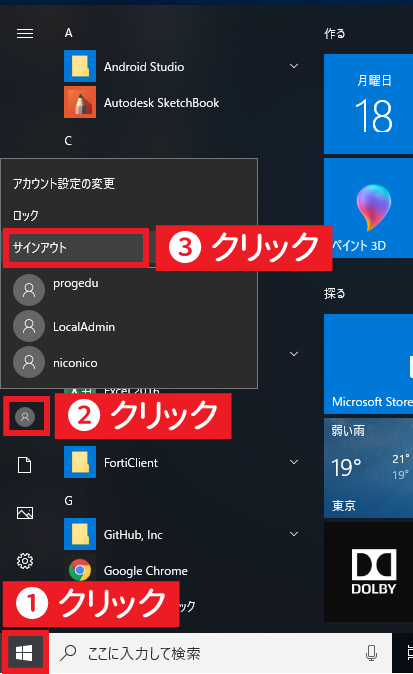 A
作る
Android Studio
月曜日
18
Autodesk SketchBook
C
アカウント設定の変更
ロック
サインアウト
3 クリック
ペイント 3D
progedu
探る
LocalAdmin
niconico
Excel 2016
Microsoft Store
2 クリック
弱い雨
FortiClient
19°
21°
19°
G
東京
GitHub, Inc
Google Chrome
DOLBY
1 クリック
ック
ここに入力して検索